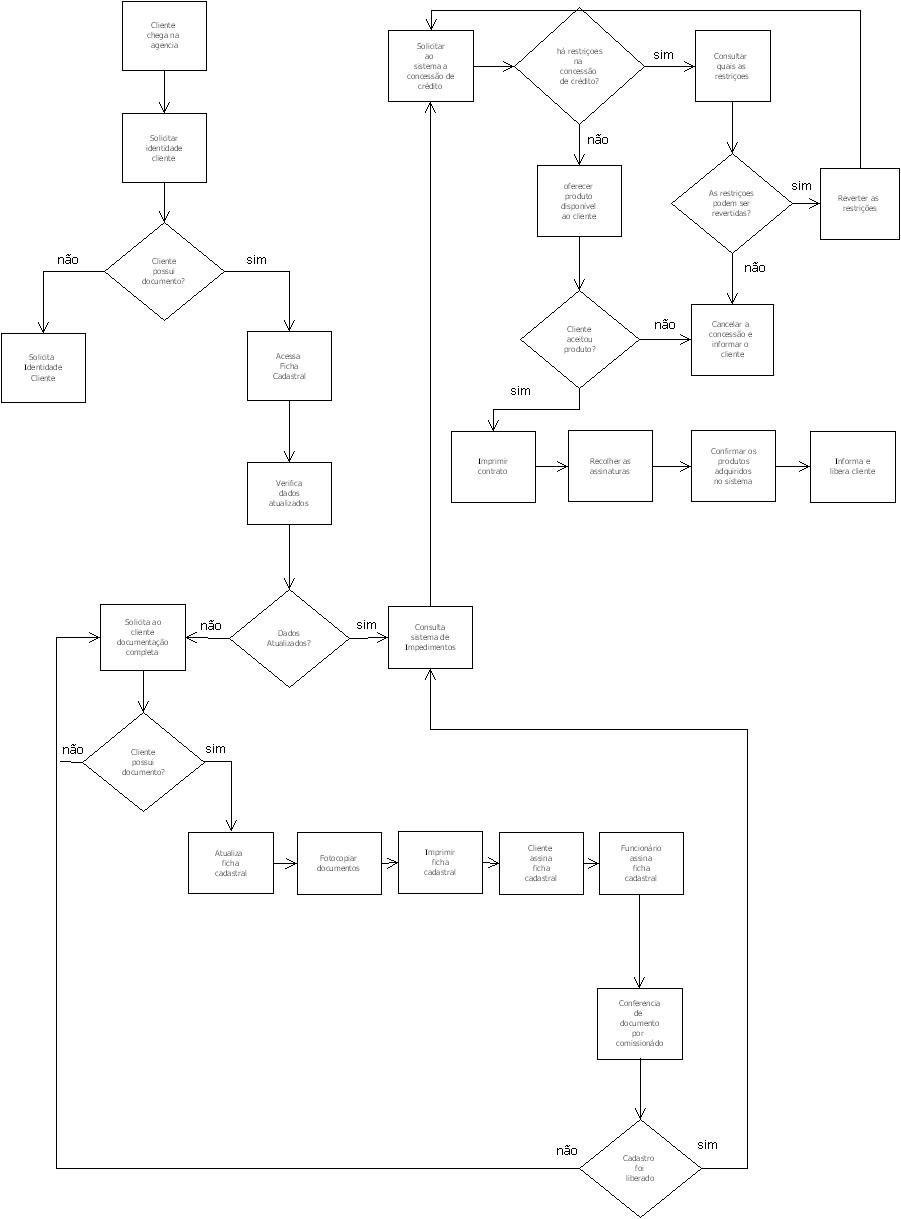 Cliente
chega na
agencia
Solicitar
identidade
cliente
Cliente
possui
documento?
não
sim
Solicita
Identidade
Cliente
Acessa
Ficha
Cadastral
Verifica
dados
atualizados
Dados
Atualizados?
não
sim
Solicita ao
cliente
documentação
completa
Cliente
possui
documento?
não
sim
Atualiza
ficha
cadastral
Fotocopiar
documentos
Imprimir
ficha
cadastral
Cliente
assina
ficha
cadastral
Funcionário
assina
ficha
cadastral
Conferencia
de
documento
por
comissionádo
Cadastro
foi
liberado
não
sim
Consulta
sistema de
Impedimentos
Solicitar
ao
sistema a
concessão de
crédito
há restriçoes
na
concessão
de crédito?
sim
não
Consultar
quais as
restriçoes
As restriçoes
podem ser
revertidas?
sim
não
Reverter as
restrições
oferecer
produto
disponivel
ao cliente
Cliente
aceitou
produto?
não
sim
Cancelar a
concessão e
informar o
cliente
Imprimir
contrato
Recolher as
assinaturas
Confirmar os
produtos
adquiridos
no sistema
Informa e
libera cliente